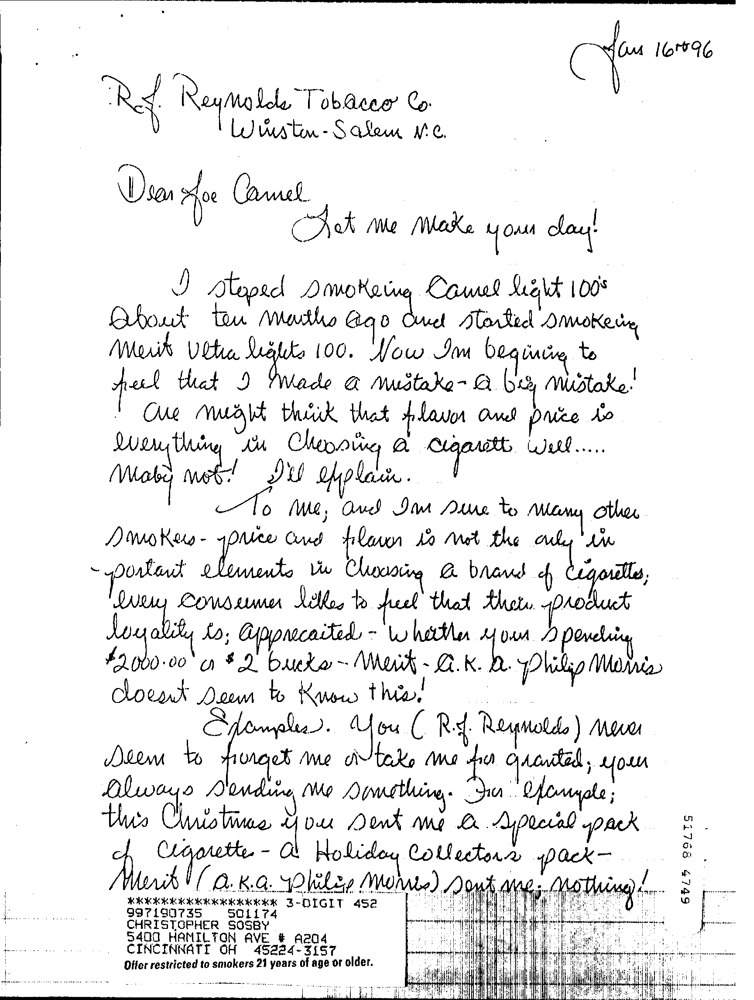 Jan 16th 96
R.J. Reynolds Tobacco Co.
Winston-Salem N.C.
Dear Joe Camel
Let me make your day!
I stoped smokeing Camel light 100's
about ten months ago and started smokeing
Merit Ultra lights 100. Now Im begining to
feel that I made a mistake - a big mistake!
One might think that flavor and price is
everything in choosing a cigarett well.....
Maby not! I'll explain.
To me, and Im sure to many other
smokers - price and flavor is not the only im
-portant elements in choosing a brand of cigarettes;
every consumer likes to feel that their product
loyality is; apprecaited - whether your spending
$2000.00 or $2 bucks - Merit - a.k.a. Philip Morris
doesnt seem to know this!
Examples. You (R.J. Reynolds) never
seem to forget me or take me for granted; your
always sending me something. For example;
this Christmas you sent me a special pack
of cigarettes - a Holiday Collectors pack -
Merit (a.k.a. Philip Morris) sent me; nothing!
****************** 3-DIGIT 452
997190735 501174
CHRISTOPHER SOSBY
5400 HAMILTON AVE # A204
CINCINNATI OH 45224-3157
Offer restricted to smokers 21 years of age or older.
51768 4749